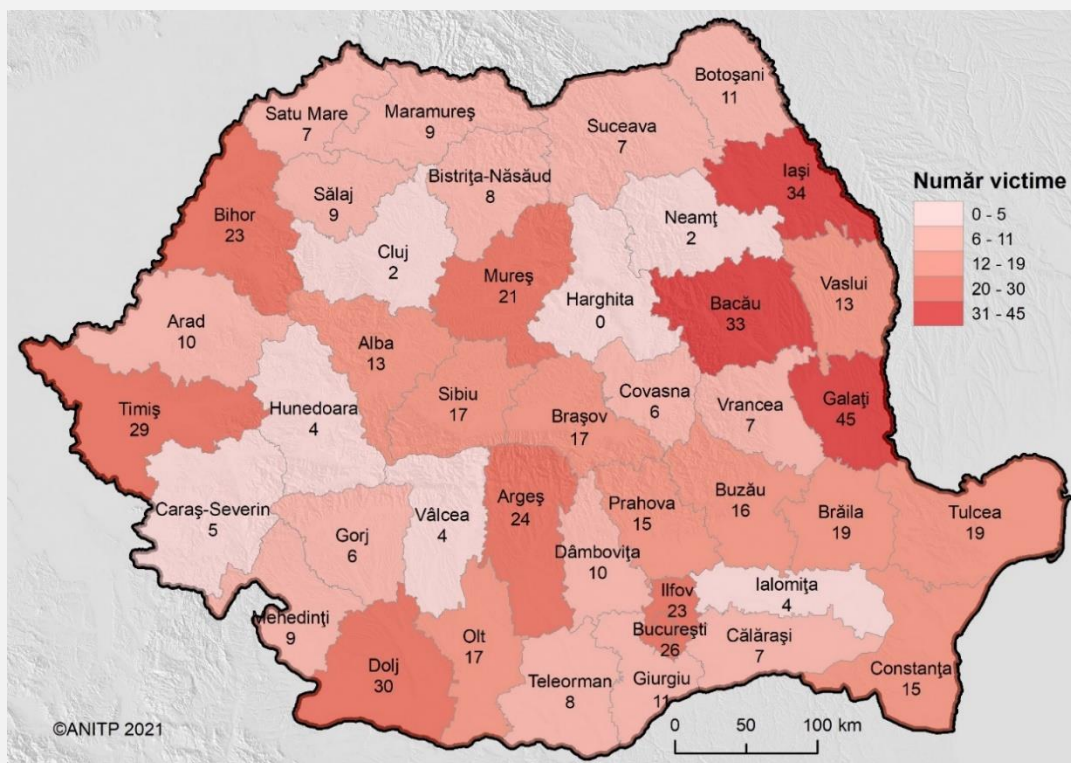 Botoşani
11
Satu Mare
7
Maramureş
9
Suceava
7
Iaşi
34
Bistriţa-Năsăud
8
Sălaj
9
Bihor
23
Neamţ
2
Cluj
2
Mureş
21
Harghita
0
Bacău
33
Vaslui
13
Arad
10
Alba
13
Sibiu
17
Braşov
17
Covasna
6
Vrancea
7
Galaţi
45
Timiş
29
Hunedoara
4
Caraş-Severin
5
Gorj
6
Vâlcea
4
Argeş
24
Prahova
15
Dâmboviţa
10
Buzău
16
Brăila
19
Tulcea
19
Ialomiţa
4
Ilfov
23
Bucureşti
26
Călăraşi
7
Constanţa
15
Mehedinţi
9
Dolj
30
Olt
17
Teleorman
8
Giurgiu
11
Număr victime
0 - 5
6 - 11
12 - 19
20 - 30
31 - 45
©ANITP 2021
0 50 100 km